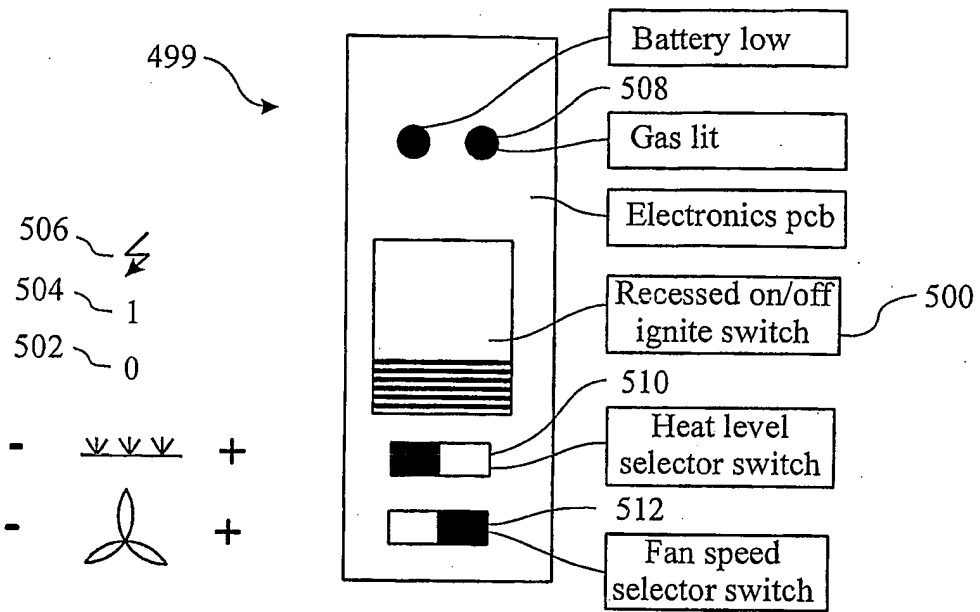 499
Battery low
508
Gas lit
Electronics pcb
506
504
1
502
0
Recessed on/off
ignite switch
500
510
Heat level
selector switch
- +
512
Fan speed
selector switch
- +